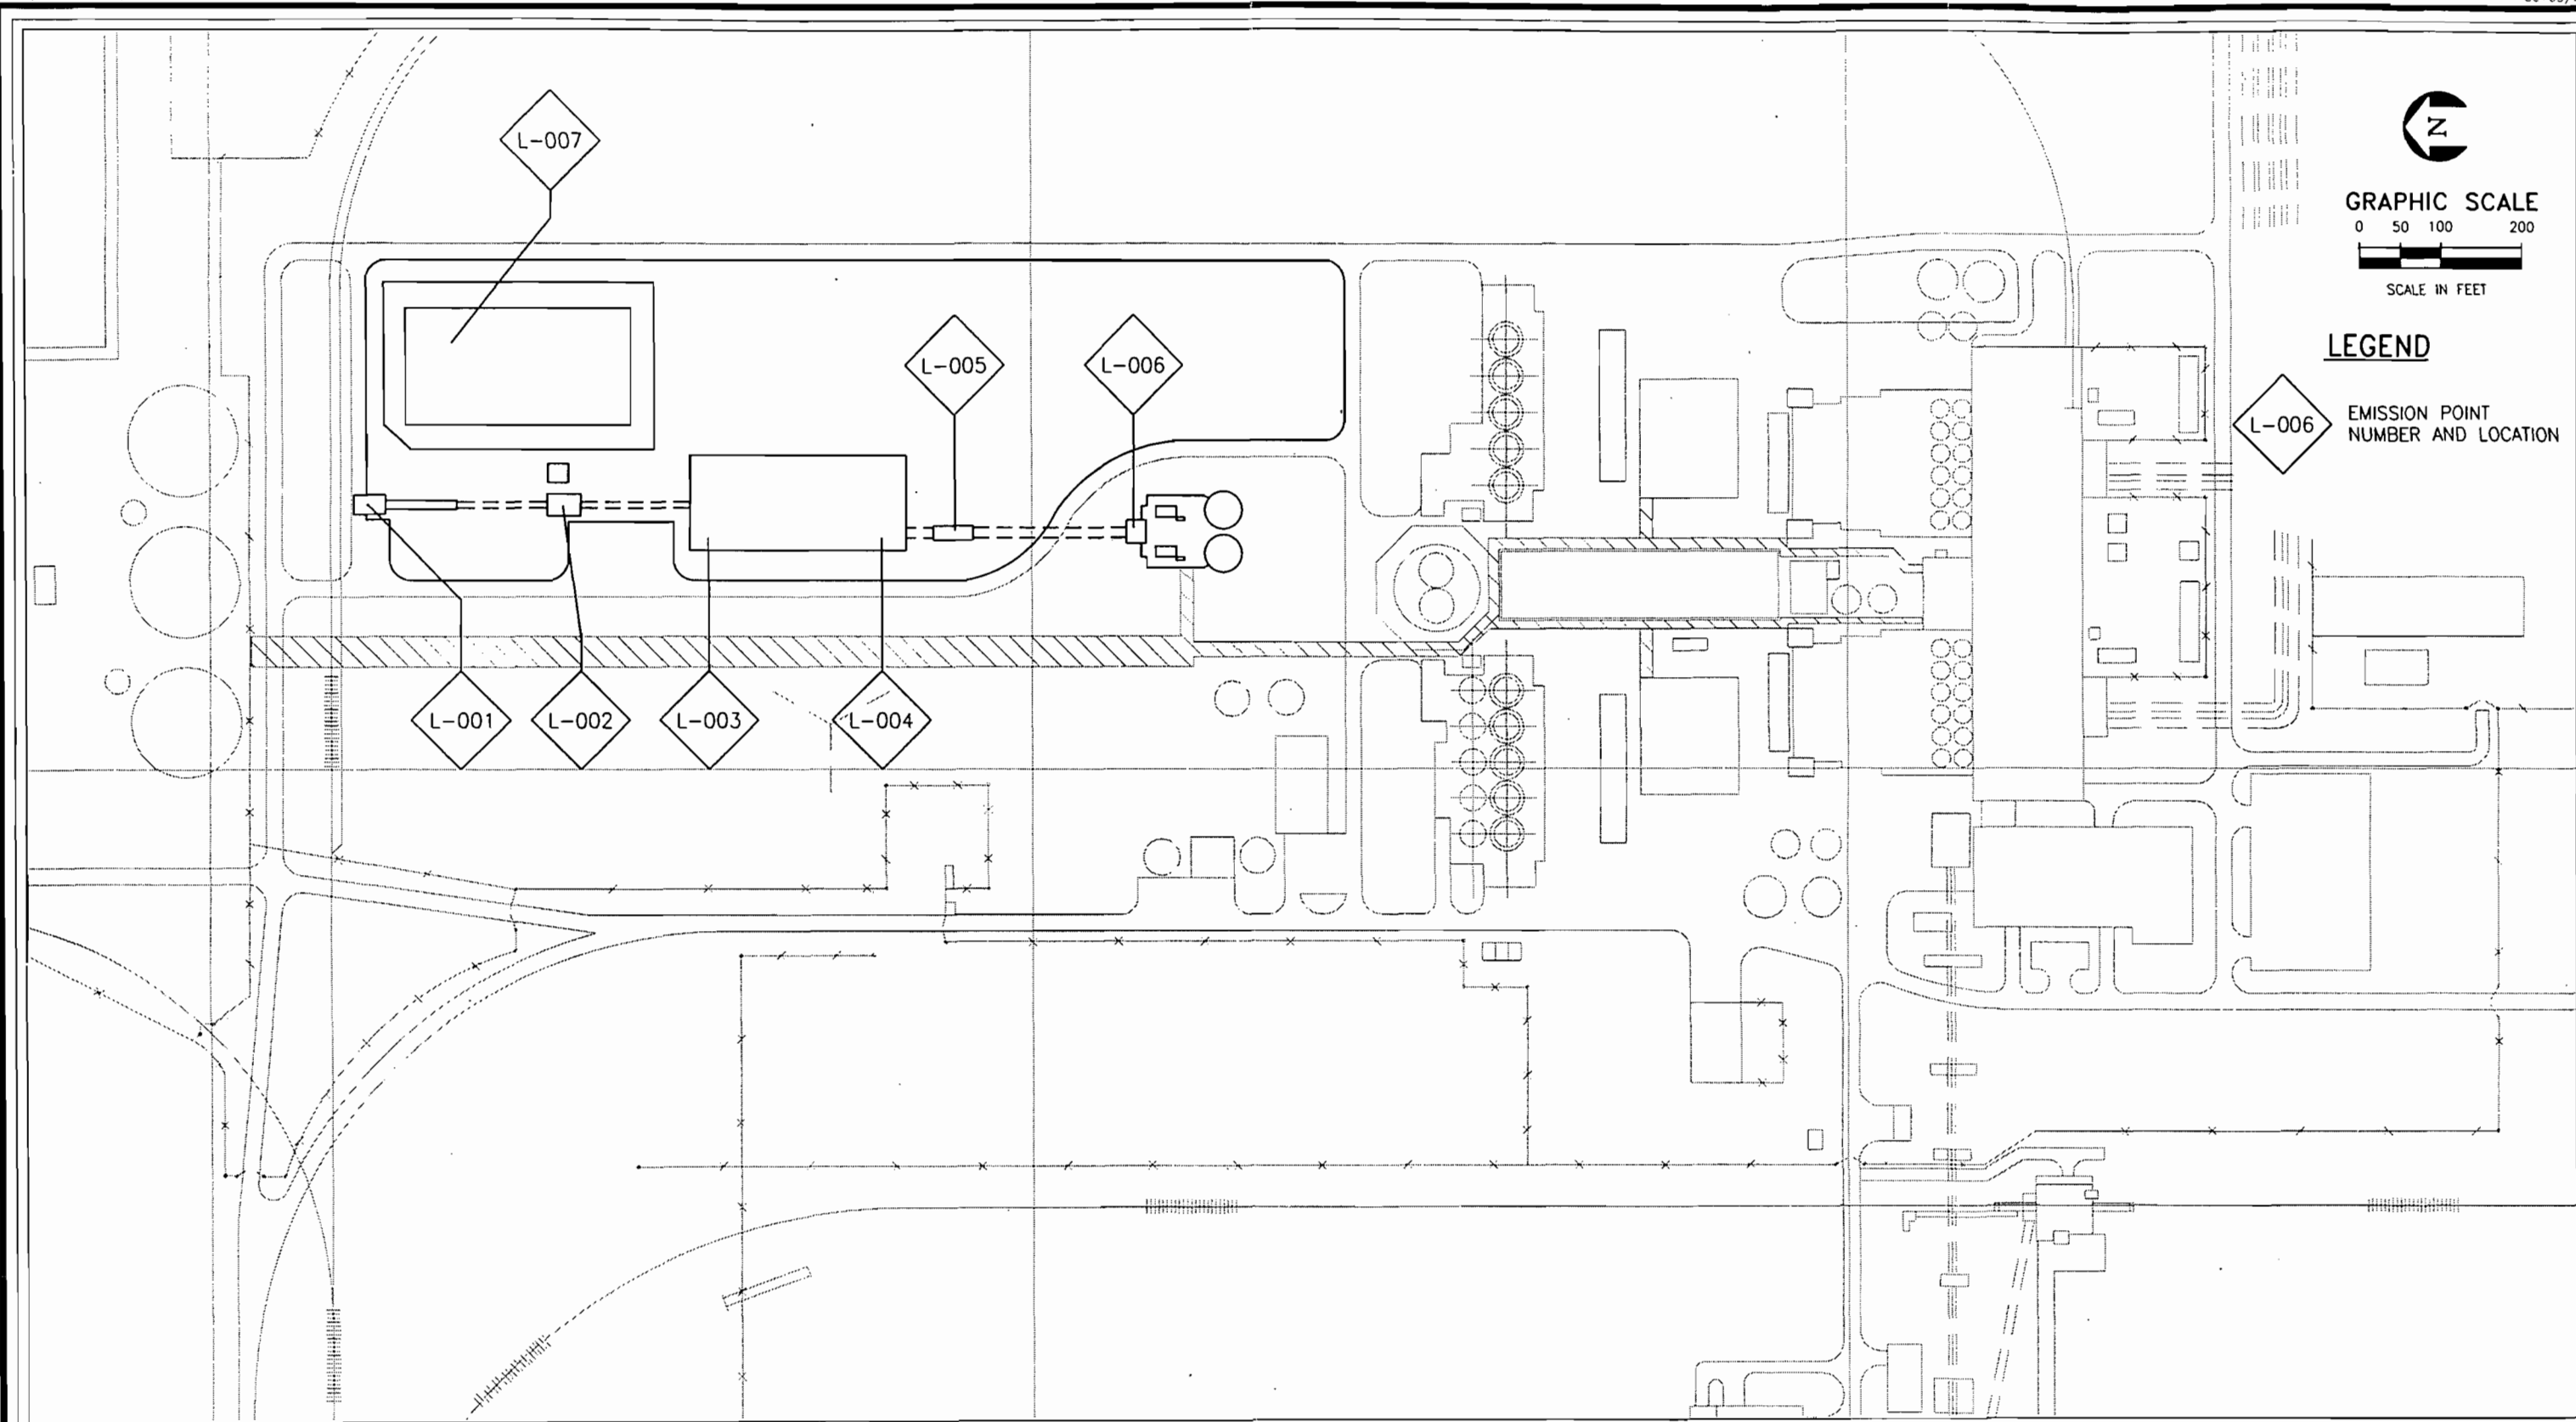 L-007
N
GRAPHIC SCALE
0 50 100 200
SCALE IN FEET
LEGEND
L-005
L-006
L-006
EMISSION POINT
NUMBER AND LOCATION
L-001
L-002
L-003
L-004